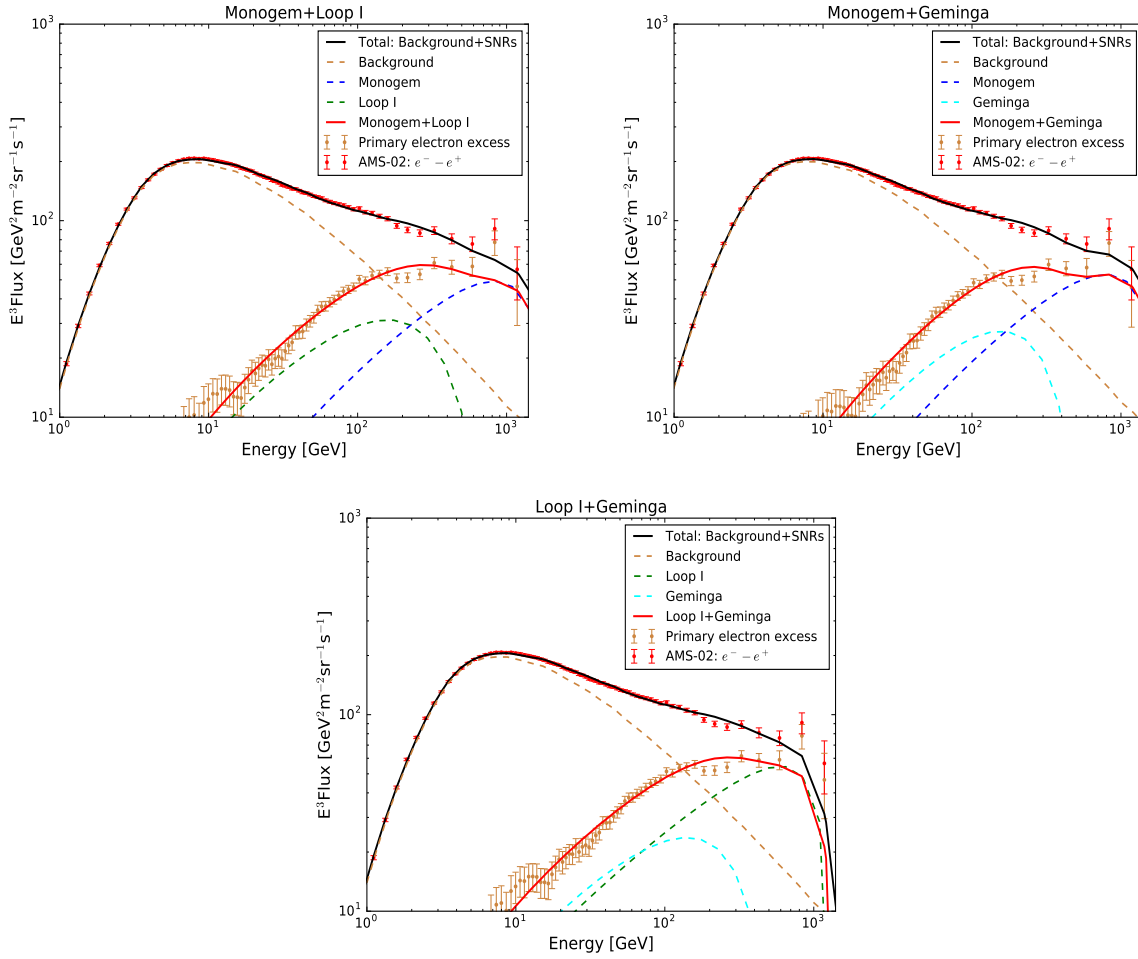 Monogem+Loop I
10³
Total: Background+SNRs
Background
Monogem
Loop I
Monogem+Loop I
Primary electron excess
AMS-02: e⁻ − e⁺
10²
10¹
E³Flux [GeV²m⁻²sr⁻¹s⁻¹]
10⁰ 10¹ 10² 10³
Energy [GeV]
Monogem+Geminga
10³
Total: Background+SNRs
Background
Monogem
Geminga
Monogem+Geminga
Primary electron excess
AMS-02: e⁻ − e⁺
10²
10¹
E³Flux [GeV²m⁻²sr⁻¹s⁻¹]
10⁰ 10¹ 10² 10³
Energy [GeV]
Loop I+Geminga
10³
Total: Background+SNRs
Background
Loop I
Geminga
Loop I+Geminga
Primary electron excess
AMS-02: e⁻ − e⁺
10²
10¹
E³Flux [GeV²m⁻²sr⁻¹s⁻¹]
10⁰ 10¹ 10² 10³
Energy [GeV]